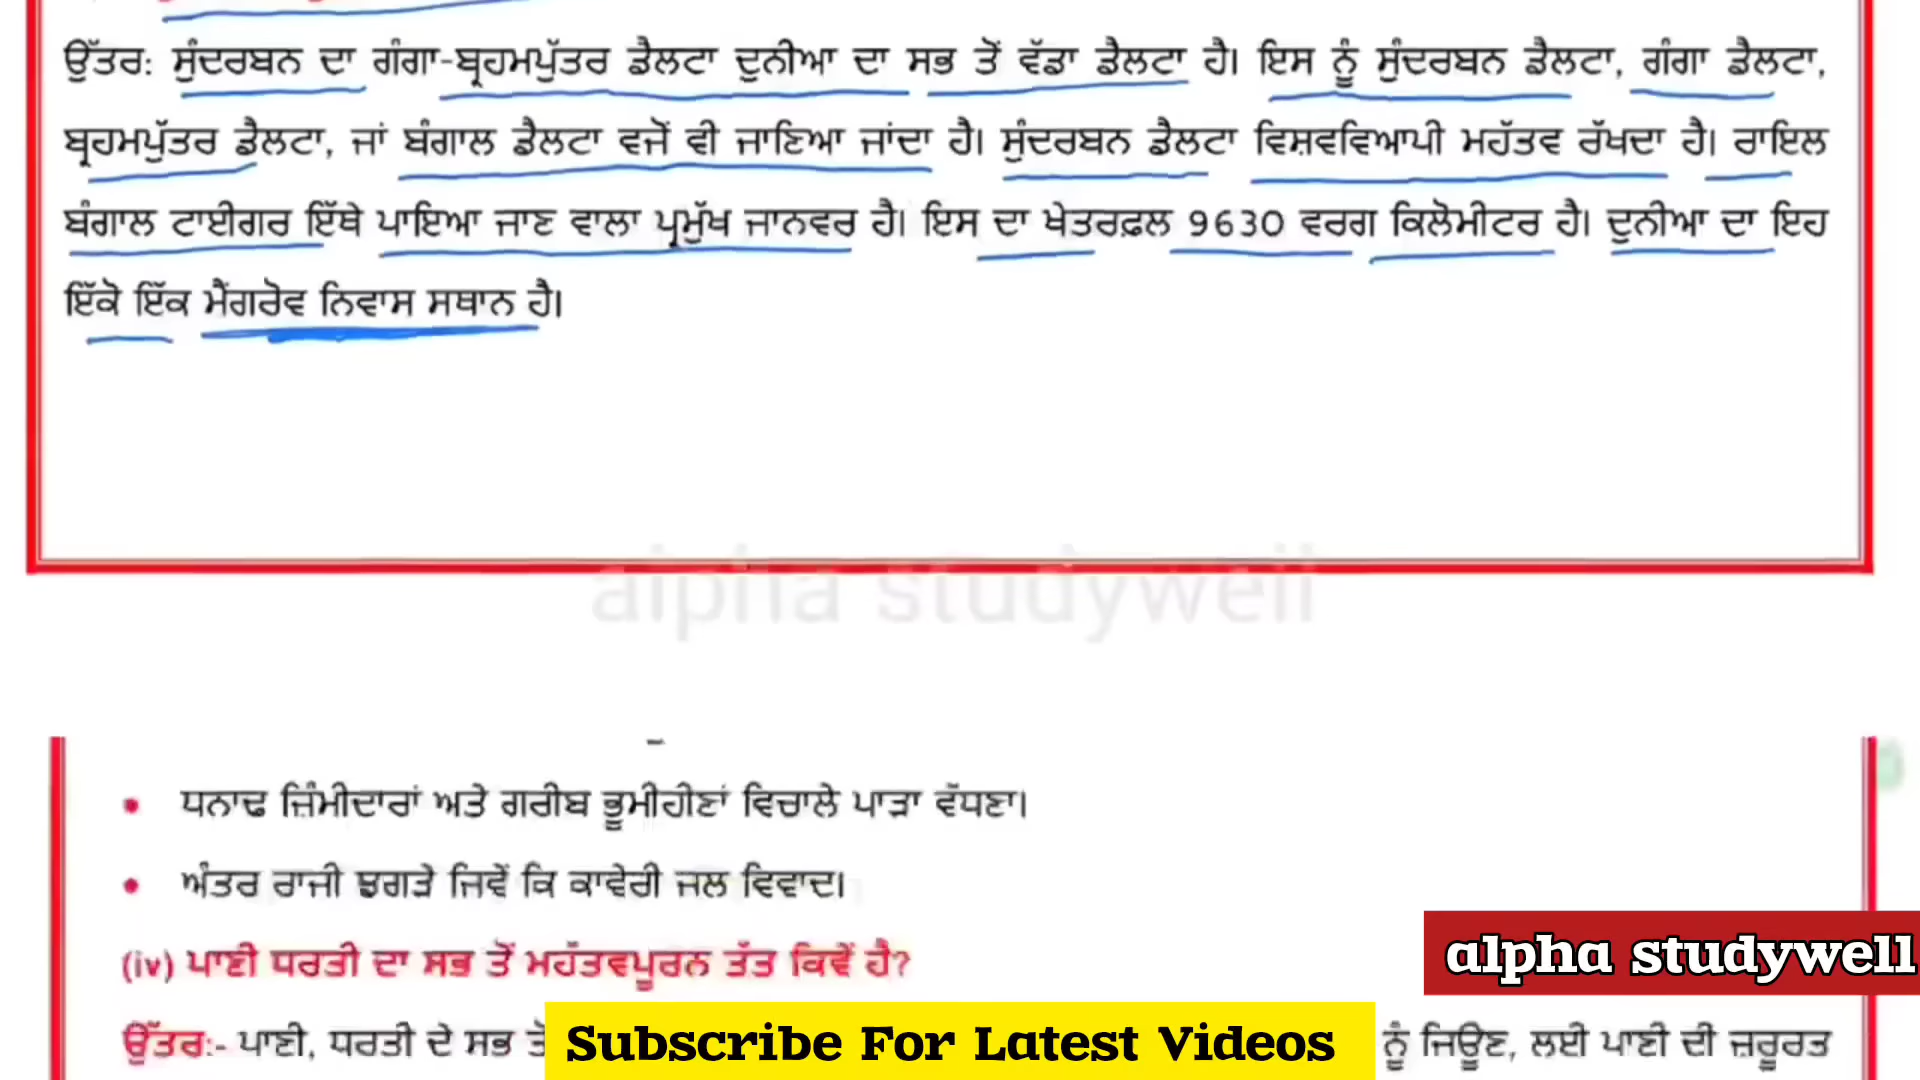 ਉੱਤਰ: ਸੁੰਦਰਬਨ ਦਾ ਗੰਗਾ-ਬ੍ਰਹਮਪੁੱਤਰ ਡੈਲਟਾ ਦੁਨੀਆ ਦਾ ਸਭ ਤੋਂ ਵੱਡਾ ਡੈਲਟਾ ਹੈ। ਇਸ ਨੂੰ ਸੁੰਦਰਬਨ ਡੈਲਟਾ, ਗੰਗਾ ਡੈਲਟਾ,
ਬ੍ਰਹਮਪੁੱਤਰ ਡੈਲਟਾ, ਜਾਂ ਬੰਗਾਲ ਡੈਲਟਾ ਵਜੋਂ ਵੀ ਜਾਣਿਆ ਜਾਂਦਾ ਹੈ। ਸੁੰਦਰਬਨ ਡੈਲਟਾ ਵਿਸ਼ਵਵਿਆਪੀ ਮਹੱਤਵ ਰੱਖਦਾ ਹੈ। ਰਾਇਲ
ਬੰਗਾਲ ਟਾਈਗਰ ਇੱਥੇ ਪਾਇਆ ਜਾਣ ਵਾਲਾ ਪ੍ਰਮੁੱਖ ਜਾਨਵਰ ਹੈ। ਇਸ ਦਾ ਖੇਤਰਫ਼ਲ 9630 ਵਰਗ ਕਿਲੋਮੀਟਰ ਹੈ। ਦੁਨੀਆ ਦਾ ਇਹ
ਇੱਕੋ ਇੱਕ ਮੈਂਗਰੋਵ ਨਿਵਾਸ ਸਥਾਨ ਹੈ।
alpha studywell
• ਧਨਾਢ ਜ਼ਿੰਮੀਦਾਰਾਂ ਅਤੇ ਗਰੀਬ ਭੂਮੀਹੀਣਾਂ ਵਿਚਾਲੇ ਪਾੜਾ ਵੱਧਣਾ।
• ਅੰਤਰ ਰਾਜੀ ਝਗੜੇ ਜਿਵੇਂ ਕਿ ਕਾਵੇਰੀ ਜਲ ਵਿਵਾਦ।
(iv) ਪਾਣੀ ਧਰਤੀ ਦਾ ਸਭ ਤੋਂ ਮਹੱਤਵਪੂਰਨ ਤੱਤ ਕਿਵੇਂ ਹੈ?
alpha studywell
ਉੱਤਰ:- ਪਾਣੀ, ਧਰਤੀ ਦੇ ਸਭ ਨੂੰ ਜਿਊਣ, ਲਈ ਪਾਣੀ ਦੀ ਜ਼ਰੂਰਤ
Subscribe For Latest Videos